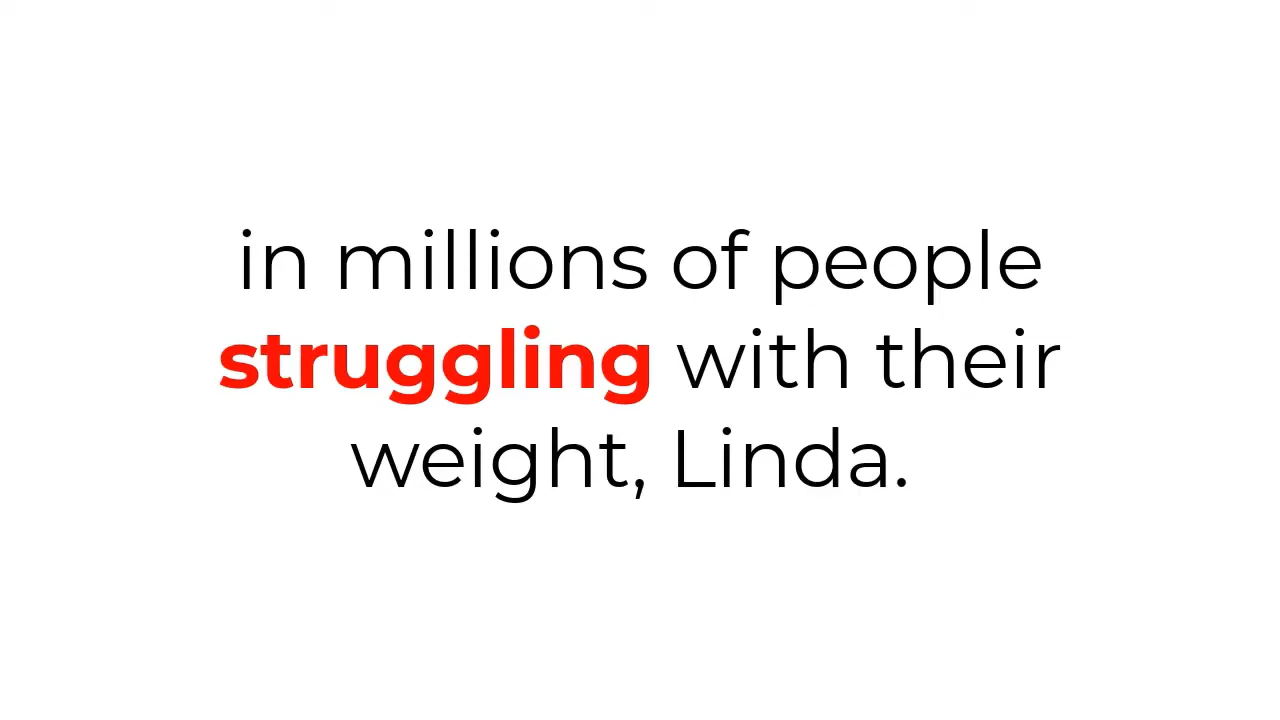 in millions of people
struggling with their
weight, Linda.